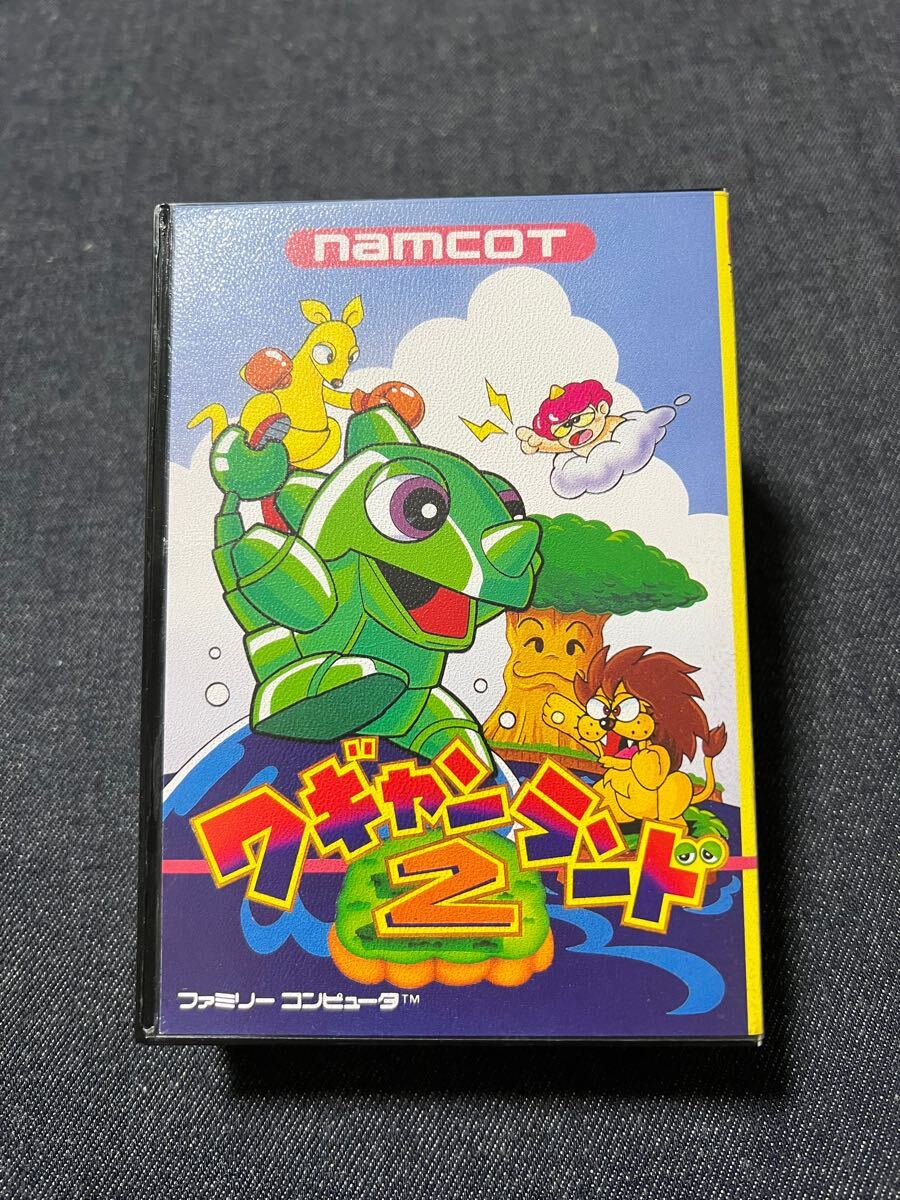 namcot
ワギャンランド
2
ファミリー コンピュータ™